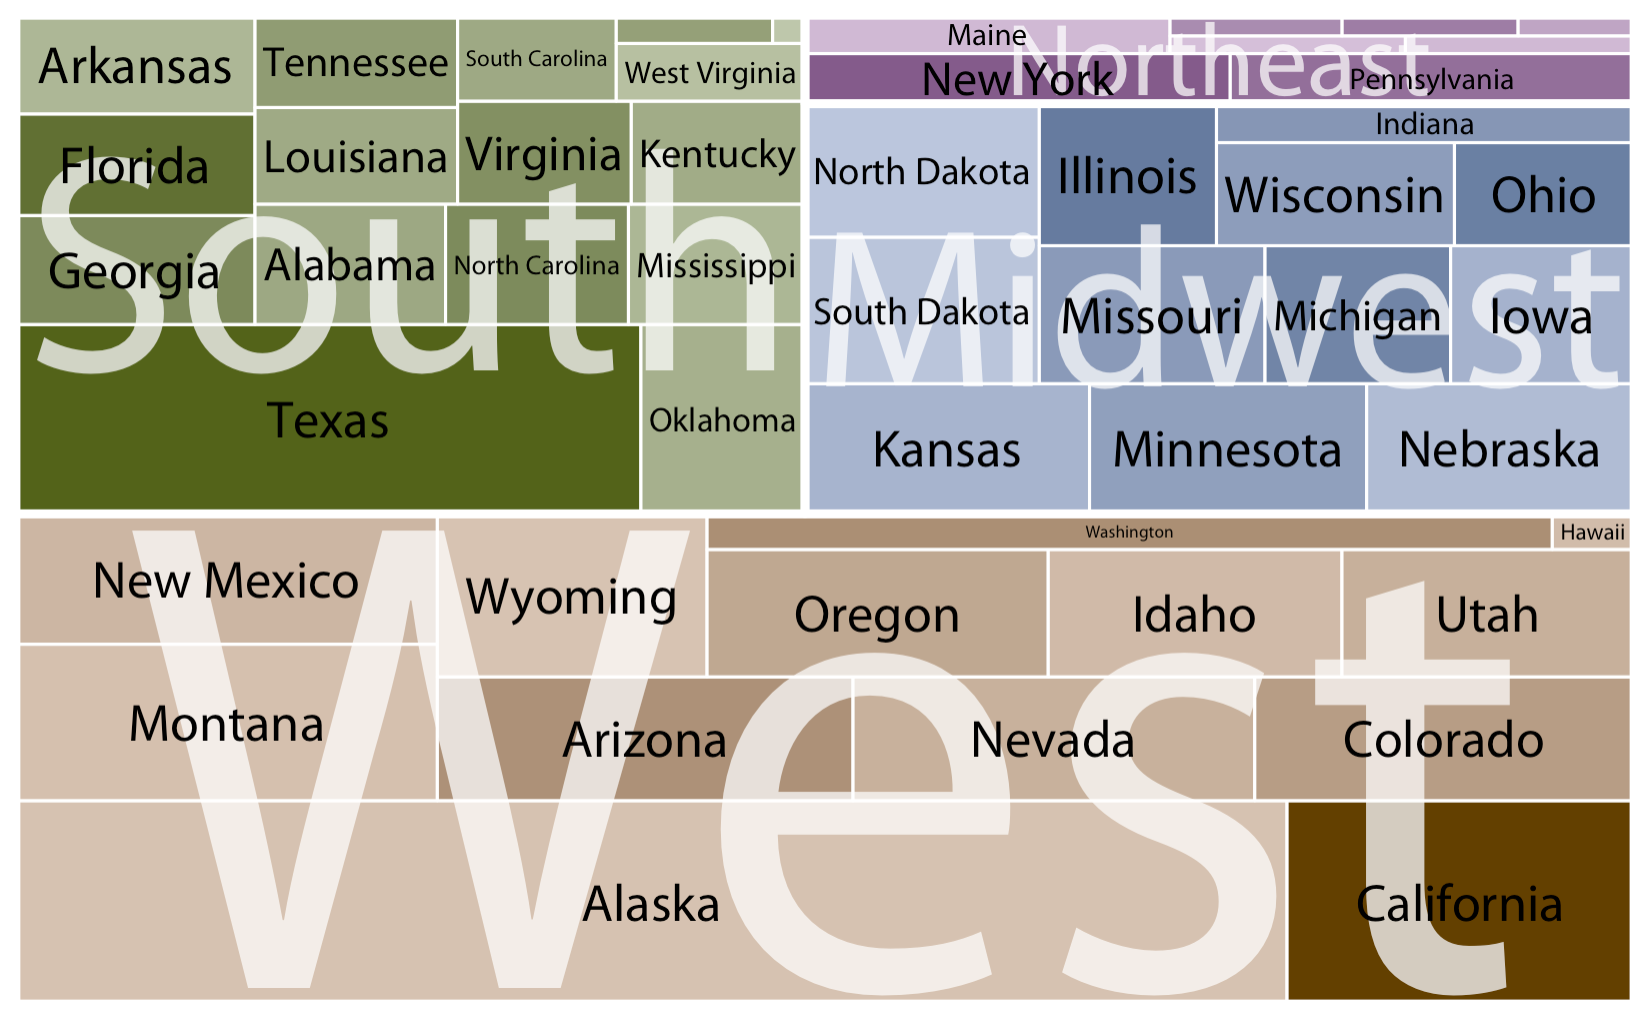 South
Arkansas
Tennessee
South Carolina
West Virginia
Florida
Louisiana
Virginia
Kentucky
Georgia
Alabama
North Carolina
Mississippi
Texas
Oklahoma
Northeast
Maine
New York
Pennsylvania
Midwest
North Dakota
Illinois
Indiana
Wisconsin
Ohio
South Dakota
Missouri
Michigan
Iowa
Kansas
Minnesota
Nebraska
West
New Mexico
Wyoming
Washington
Hawaii
Oregon
Idaho
Utah
Montana
Arizona
Nevada
Colorado
Alaska
California